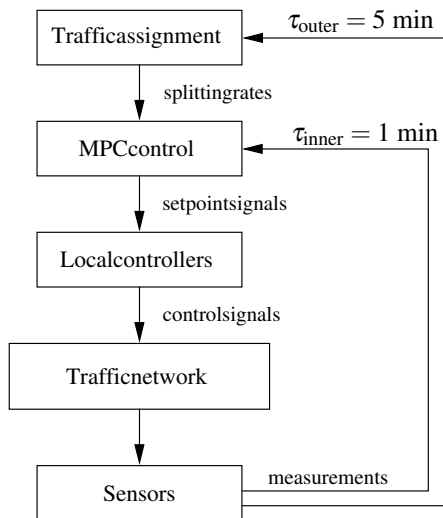 Trafficassignment
τouter = 5 min
splittingrates
MPCcontrol
τinner = 1 min
setpointsignals
Localcontrollers
controlsignals
Trafficnetwork
measurements
Sensors